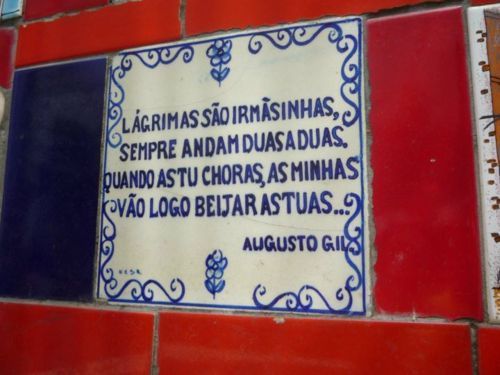 LÁGRIMAS SÃO IRMÃSINHAS,
SEMPRE ANDAM DUAS A DUAS.
QUANDO AS TU CHORAS, AS MINHAS
VÃO LOGO BEIJAR AS TUAS...
AUGUSTO GIL